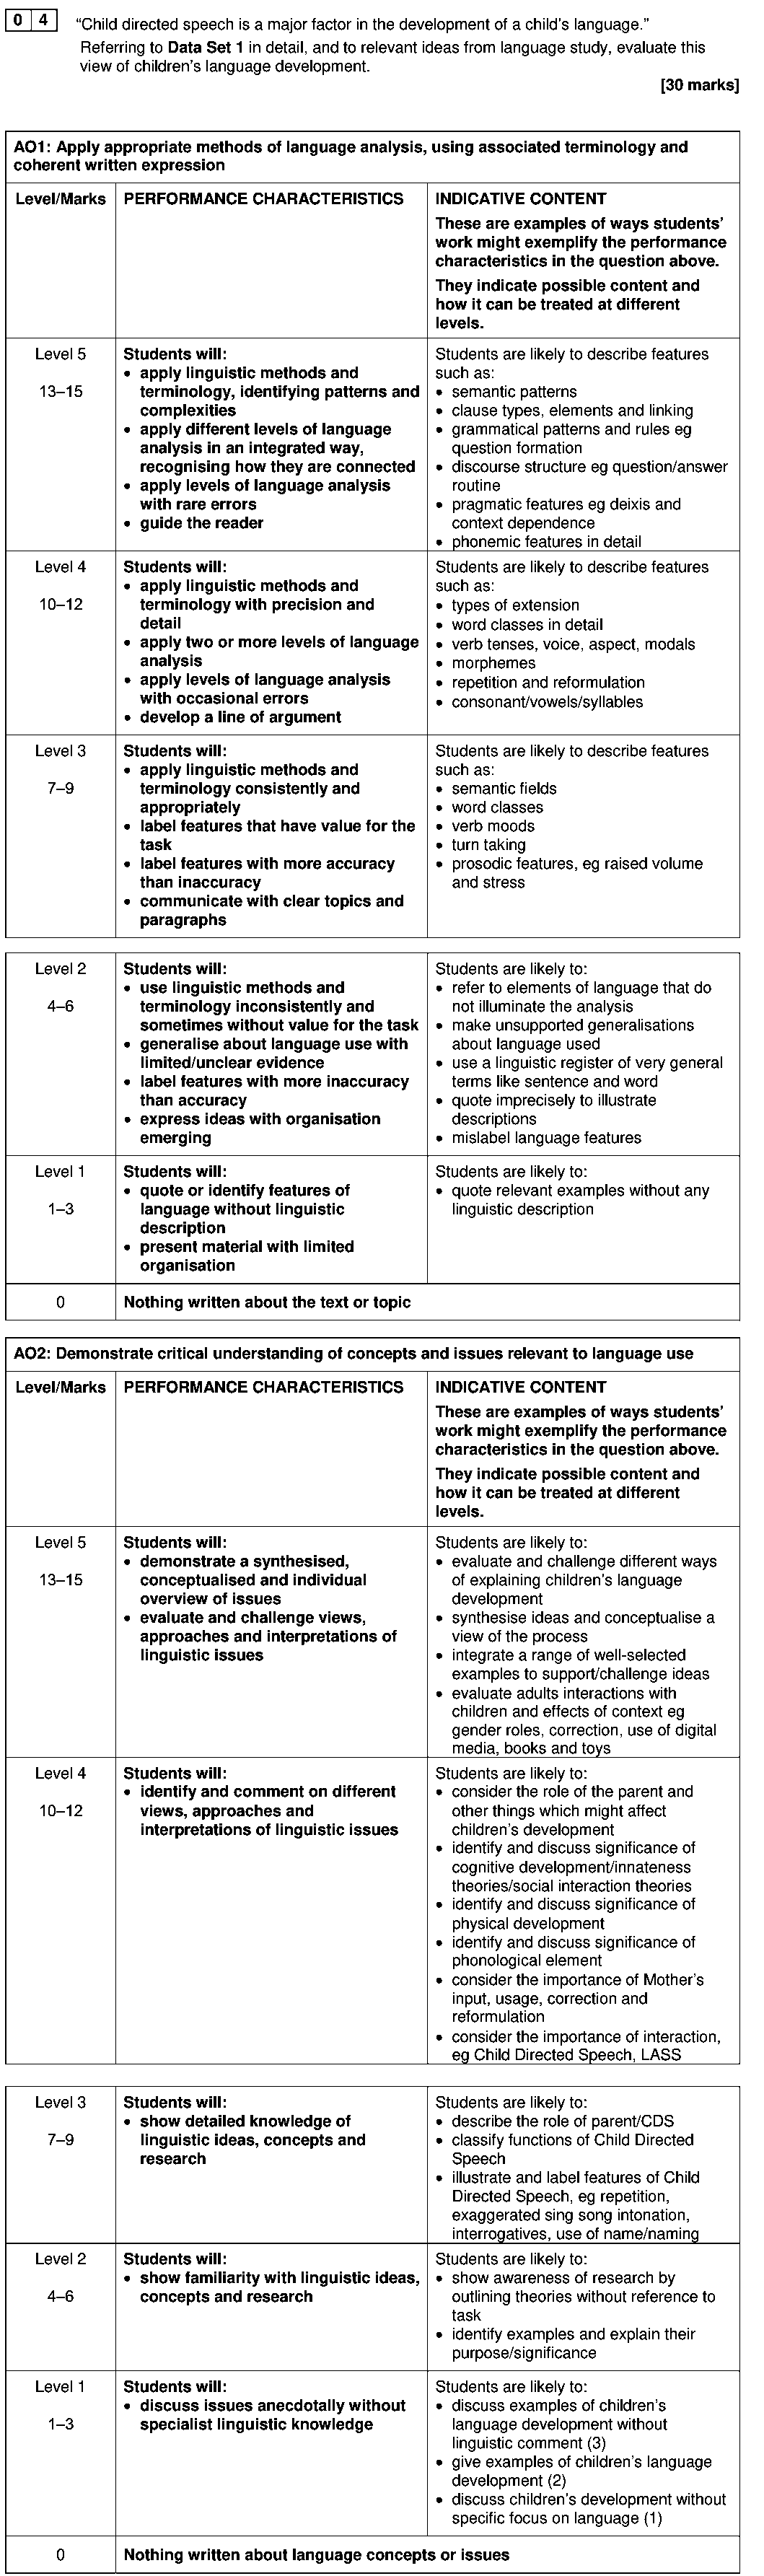 0 4 “Child directed speech is a major factor in the development of a child’s language.”
Referring to Data Set 1 in detail, and to relevant ideas from language study, evaluate this
view of children’s language development.
[30 marks]
AO1: Apply appropriate methods of language analysis, using associated terminology and
coherent written expression
Level/Marks
PERFORMANCE CHARACTERISTICS
INDICATIVE CONTENT
These are examples of ways students’
work might exemplify the performance
characteristics in the question above.
They indicate possible content and
how it can be treated at different
levels.
Level 5
13–15
Students will:
• apply linguistic methods and
terminology, identifying patterns and
complexities
• apply different levels of language
analysis in an integrated way,
recognising how they are connected
• apply levels of language analysis
with rare errors
• guide the reader
Students are likely to describe features
such as:
• semantic patterns
• clause types, elements and linking
• grammatical patterns and rules eg
question formation
• discourse structure eg question/answer
routine
• pragmatic features eg deixis and
context dependence
• phonemic features in detail
Level 4
10–12
Students will:
• apply linguistic methods and
terminology with precision and
detail
• apply two or more levels of language
analysis
• apply levels of language analysis
with occasional errors
• develop a line of argument
Students are likely to describe features
such as:
• types of extension
• word classes in detail
• verb tenses, voice, aspect, modals
• morphemes
• repetition and reformulation
• consonant/vowels/syllables
Level 3
7–9
Students will:
• apply linguistic methods and
terminology consistently and
appropriately
• label features that have value for the
task
• label features with more accuracy
than inaccuracy
• communicate with clear topics and
paragraphs
Students are likely to describe features
such as:
• semantic fields
• word classes
• verb moods
• turn taking
• prosodic features, eg raised volume
and stress
Level 2
4–6
Students will:
• use linguistic methods and
terminology inconsistently and
sometimes without value for the task
• generalise about language use with
limited/unclear evidence
• label features with more inaccuracy
than accuracy
• express ideas with organisation
emerging
Students are likely to:
• refer to elements of language that do
not illuminate the analysis
• make unsupported generalisations
about language used
• use a linguistic register of very general
terms like sentence and word
• quote imprecisely to illustrate
descriptions
• mislabel language features
Level 1
1–3
Students will:
• quote or identify features of
language without linguistic
description
• present material with limited
organisation
Students are likely to:
• quote relevant examples without any
linguistic description
0
Nothing written about the text or topic
AO2: Demonstrate critical understanding of concepts and issues relevant to language use
Level/Marks
PERFORMANCE CHARACTERISTICS
INDICATIVE CONTENT
These are examples of ways students’
work might exemplify the performance
characteristics in the question above.
They indicate possible content and
how it can be treated at different
levels.
Level 5
13–15
Students will:
• demonstrate a synthesised,
conceptualised and individual
overview of issues
• evaluate and challenge views,
approaches and interpretations of
linguistic issues
Students are likely to:
• evaluate and challenge different ways
of explaining children’s language
development
• synthesise ideas and conceptualise a
view of the process
• integrate a range of well-selected
examples to support/challenge ideas
• evaluate adults interactions with
children and effects of context eg
gender roles, correction, use of digital
media, books and toys
Level 4
10–12
Students will:
• identify and comment on different
views, approaches and
interpretations of linguistic issues
Students are likely to:
• consider the role of the parent and
other things which might affect
children’s development
• identify and discuss significance of
cognitive development/innateness
theories/social interaction theories
• identify and discuss significance of
physical development
• identify and discuss significance of
phonological element
• consider the importance of Mother’s
input, usage, correction and
reformulation
• consider the importance of interaction,
eg Child Directed Speech, LASS
Level 3
7–9
Students will:
• show detailed knowledge of
linguistic ideas, concepts and
research
Students are likely to:
• describe the role of parent/CDS
• classify functions of Child Directed
Speech
• illustrate and label features of Child
Directed Speech, eg repetition,
exaggerated sing song intonation,
interrogatives, use of name/naming
Level 2
4–6
Students will:
• show familiarity with linguistic ideas,
concepts and research
Students are likely to:
• show awareness of research by
outlining theories without reference to
task
• identify examples and explain their
purpose/significance
Level 1
1–3
Students will:
• discuss issues anecdotally without
specialist linguistic knowledge
Students are likely to:
• discuss examples of children’s
language development without
linguistic comment (3)
• give examples of children’s language
development (2)
• discuss children’s development without
specific focus on language (1)
0
Nothing written about language concepts or issues